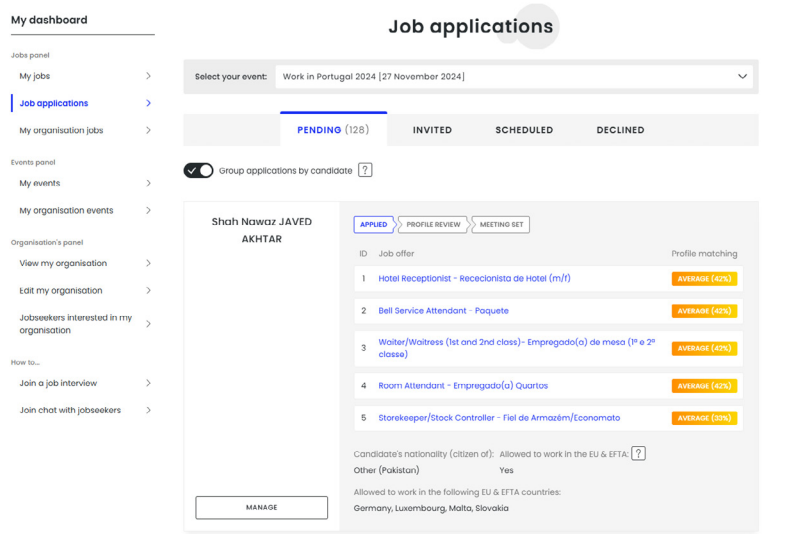 My dashboard
Jobs panel
My jobs
Job applications
My organisation jobs
Events panel
My events
My organisation events
Organisation's panel
View my organisation
Edit my organisation
Jobseekers interested in my
organisation
How to...
Join a job interview
Join chat with jobseekers
Job applications
Select your event: Work in Portugal 2024 [27 November 2024]
PENDING (128) INVITED SCHEDULED DECLINED
Group applications by candidate ?
Shah Nawaz JAVED
AKHTAR
MANAGE
APPLIED PROFILE REVIEW MEETING SET
ID Job offer Profile matching
1 Hotel Receptionist - Rececionista de Hotel (m/f) AVERAGE (42%)
2 Bell Service Attendant - Paquete AVERAGE (42%)
3 Waiter/Waitress (1st and 2nd class)- Empregado(a) de mesa (1ª e 2ª
classe) AVERAGE (42%)
4 Room Attendant - Empregado(a) Quartos AVERAGE (42%)
5 Storekeeper/Stock Controller - Fiel de Armazém/Economato AVERAGE (33%)
Candidate's nationality (citizen of): Allowed to work in the EU & EFTA: ?
Other (Pakistan) Yes
Allowed to work in the following EU & EFTA countries:
Germany, Luxembourg, Malta, Slovakia